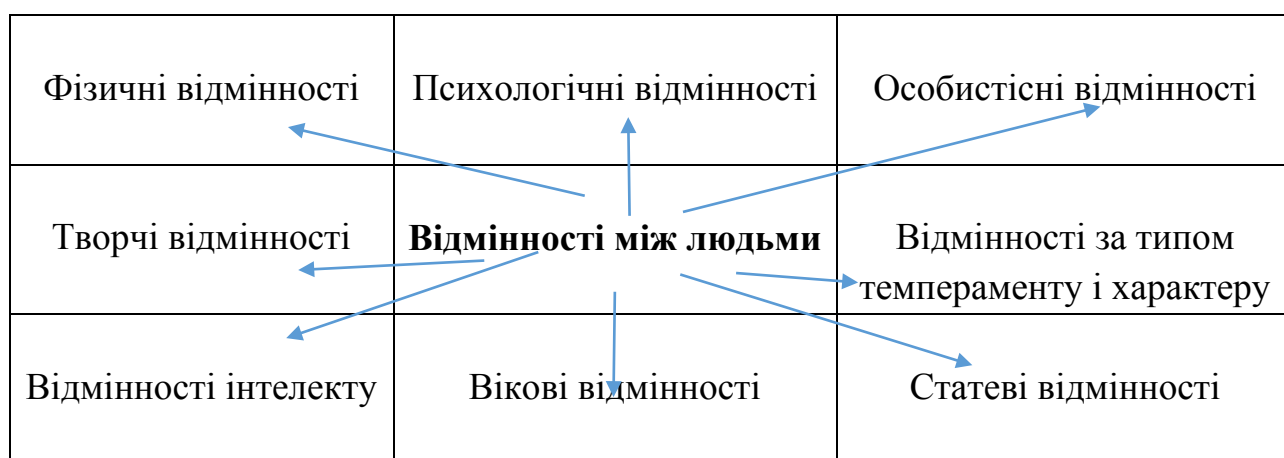 Фізичні відмінності
Психологічні відмінності
Особистісні відмінності
Творчі відмінності
Відмінності між людьми
Відмінності за типом
темпераменту і характеру
Відмінності інтелекту
Вікові відмінності
Статеві відмінності